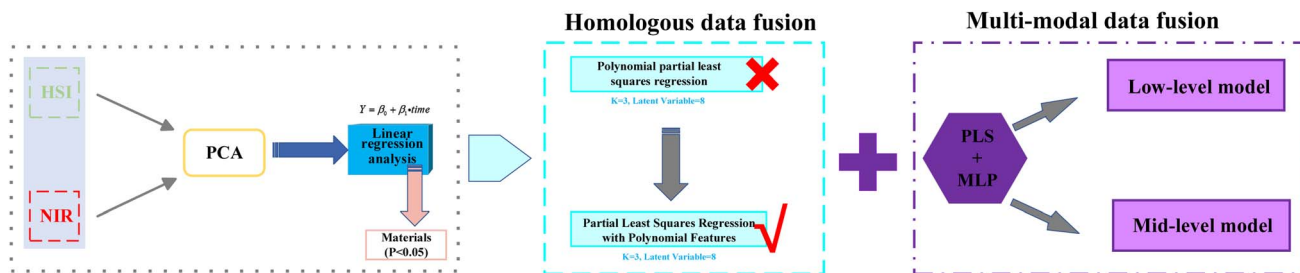 HSI
NIR
PCA
Y = β₀ + β₁•time
Linear
regression
analysis
Materials
(P<0.05)
Homologous data fusion
Polynomial partial least
squares regression
K=3, Latent Variable=8
Partial Least Squares Regression
with Polynomial Features
K=3, Latent Variable=8
Multi-modal data fusion
PLS
+
MLP
Low-level model
Mid-level model